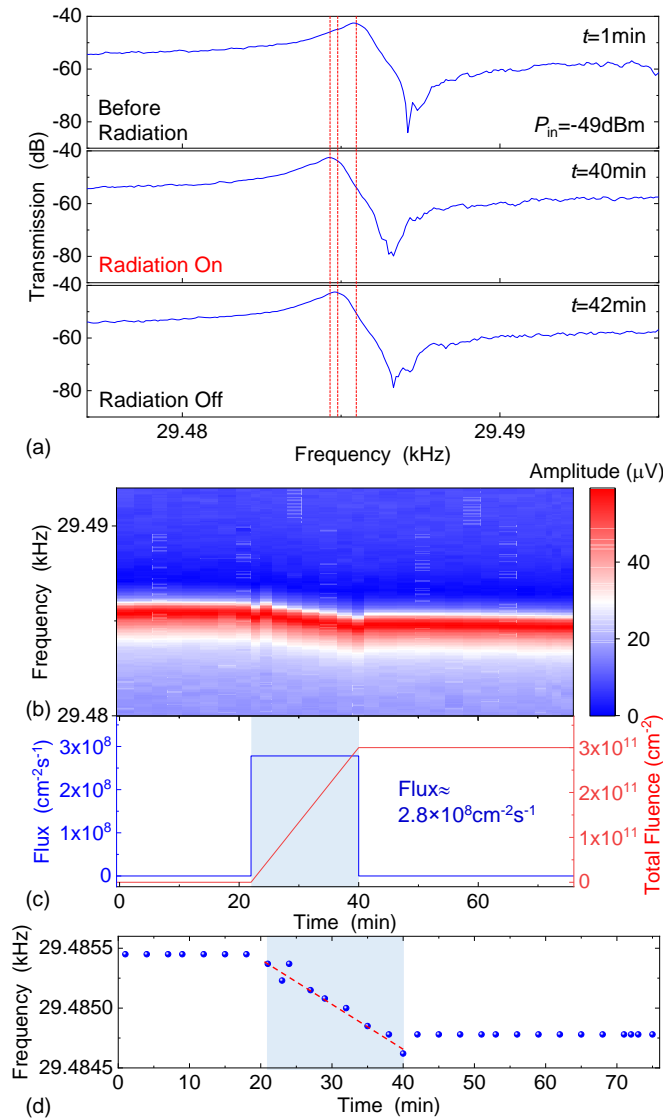 -40
t=1min
-60
Before
Radiation
-80
Pin=-49dBm
-40
t=40min
-60
Radiation On
-80
-40
t=42min
-60
-80
Radiation Off
Transmission (dB)
(a)
29.48
29.49
Frequency (kHz)
Amplitude (μV)
29.49
40
20
0
Frequency (kHz)
(b)
29.48
3x10⁸
2x10⁸
1x10⁸
0
Flux (cm⁻²s⁻¹)
Flux≈
2.8×10⁸cm⁻²s⁻¹
3x10¹¹
2x10¹¹
1x10¹¹
0
Total Fluence (cm⁻²)
(c)
0
20
40
60
Time (min)
29.4855
29.4850
29.4845
Frequency (kHz)
0
10
20
30
40
50
60
70
(d)
Time (min)